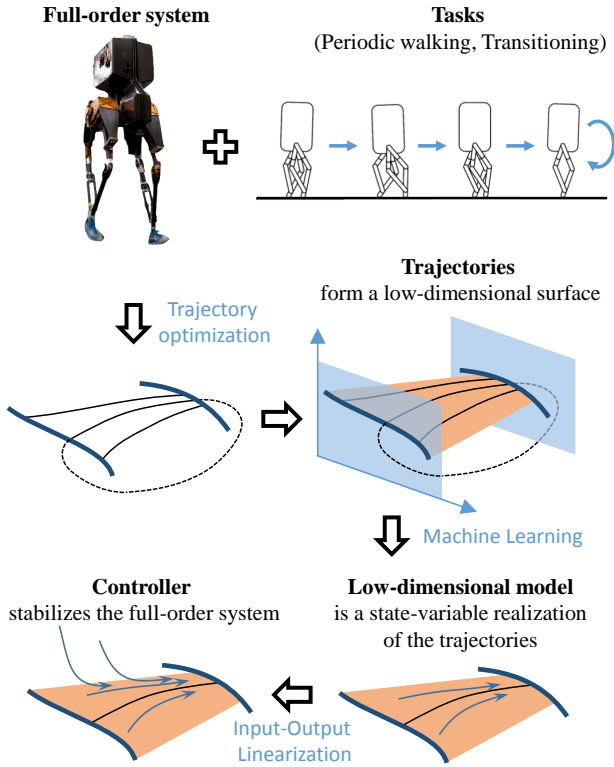 Full-order system
Tasks
(Periodic walking, Transitioning)
Trajectory
optimization
Trajectories
form a low-dimensional surface
Machine Learning
Controller
stabilizes the full-order system
Low-dimensional model
is a state-variable realization
of the trajectories
Input-Output
Linearization